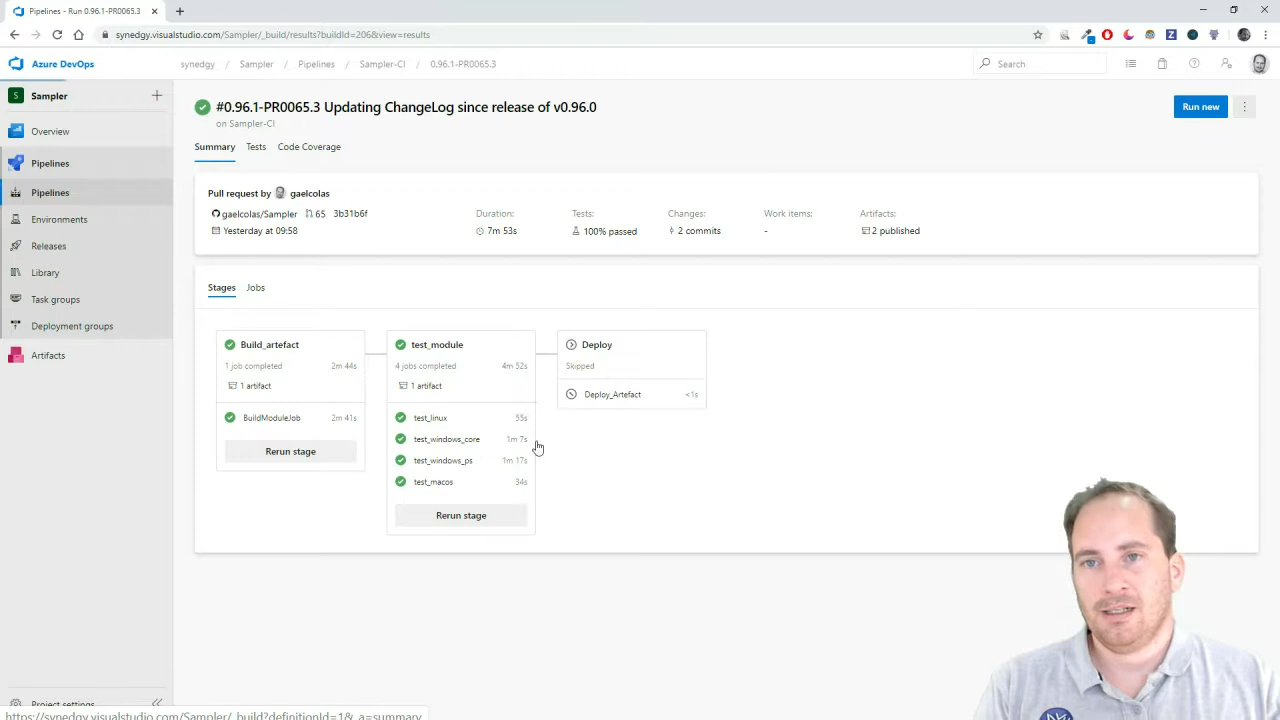 Pipelines - Run 0.96.1-PR0065.3
synedgy.visualstudio.com/Sampler/_build/results?buildId=206&view=results
Azure DevOps
synedgy / Sampler / Pipelines / Sampler-CI / 0.96.1-PR0065.3
Search
S Sampler
Overview
Pipelines
Pipelines
Environments
Releases
Library
Task groups
Deployment groups
Artifacts
Project settings
#0.96.1-PR0065.3 Updating ChangeLog since release of v0.96.0
on Sampler-CI
Run new
Summary Tests Code Coverage
Pull request by gaelcolas
gaelcolas/Sampler 65 3b31b6f
Yesterday at 09:58
Duration:
7m 53s
Tests:
100% passed
Changes:
2 commits
Work items:
-
Artifacts:
2 published
Stages Jobs
Build_artefact
1 job completed 2m 44s
1 artifact
BuildModuleJob 2m 41s
Rerun stage
test_module
4 jobs completed 4m 52s
1 artifact
test_linux 55s
test_windows_core 1m 7s
test_windows_ps 1m 17s
test_macos 34s
Rerun stage
Deploy
Skipped
Deploy_Artefact <1s
https://synedgy.visualstudio.com/Sampler/_build?definitionId=1&_a=summary